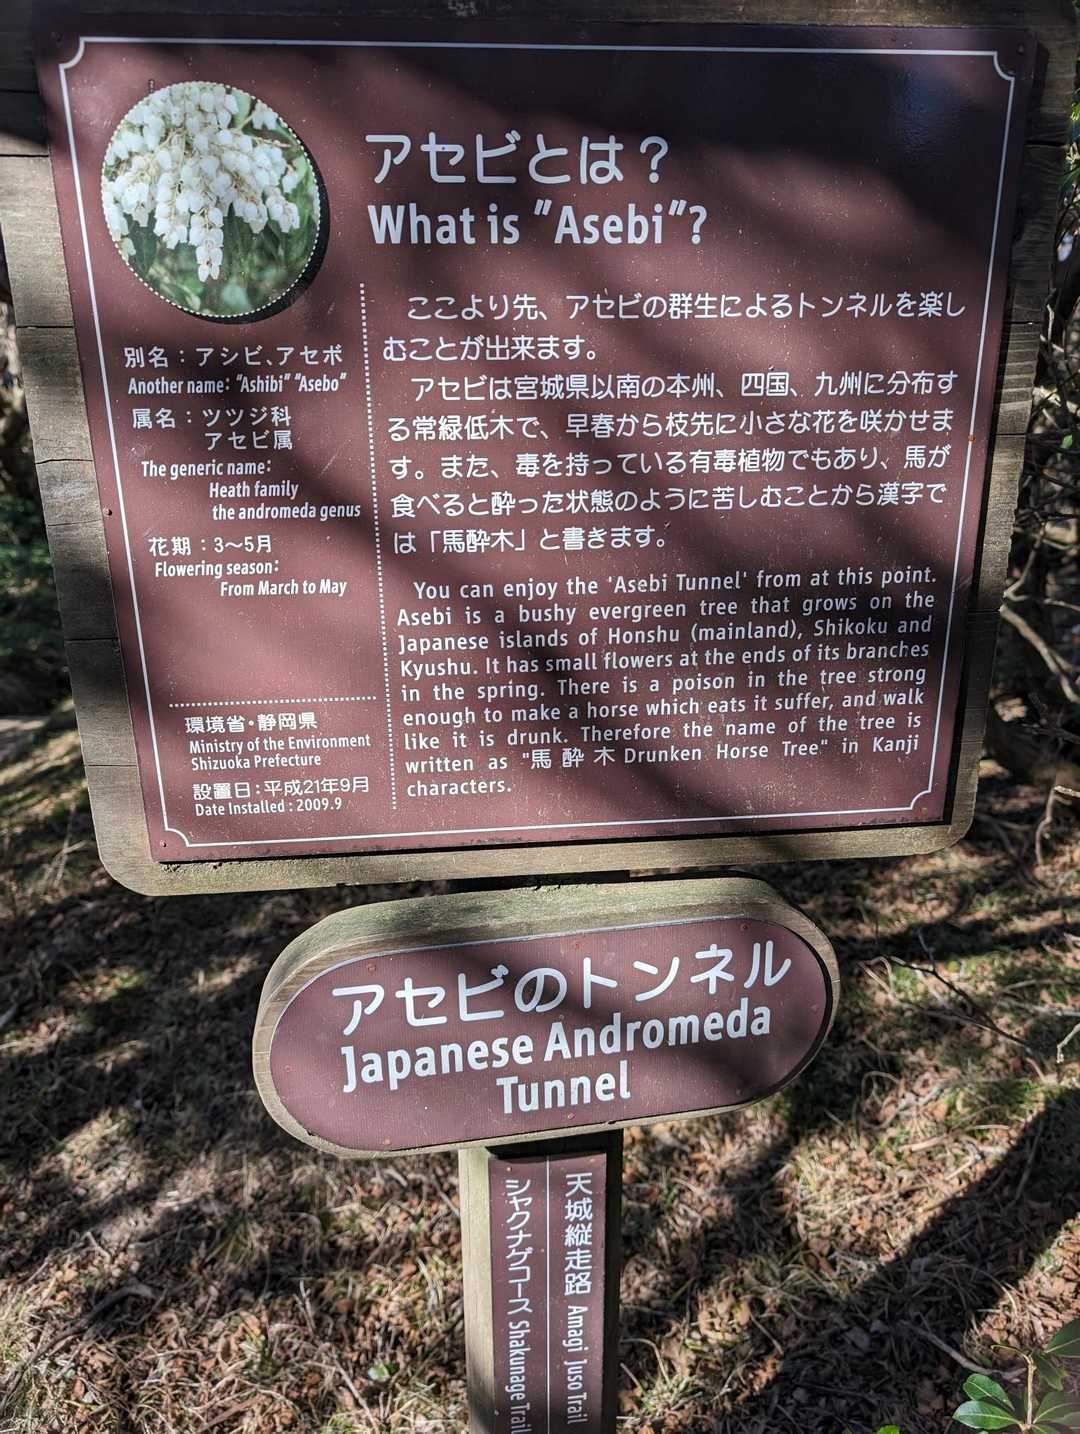 アセビとは？
What is "Asebi"?
別名：アシビ、アセボ
Another name: "Ashibi" "Asebo"
属名：ツツジ科
アセビ属
The generic name:
Heath family
the andromeda genus
花期：3～5月
Flowering season:
From March to May
環境省・静岡県
Ministry of the Environment
Shizuoka Prefecture
設置日：平成21年9月
Date Installed : 2009.9
ここより先、アセビの群生によるトンネルを楽し
むことが出来ます。
アセビは宮城県以南の本州、四国、九州に分布す
る常緑低木で、早春から枝先に小さな花を咲かせま
す。また、毒を持っている有毒植物でもあり、馬が
食べると酔った状態のように苦しむことから漢字で
は「馬酔木」と書きます。
You can enjoy the 'Asebi Tunnel' from at this point.
Asebi is a bushy evergreen tree that grows on the
Japanese islands of Honshu (mainland), Shikoku and
Kyushu. It has small flowers at the ends of its branches
in the spring. There is a poison in the tree strong
enough to make a horse which eats it suffer, and walk
like it is drunk. Therefore the name of the tree is
written as "馬酔木 Drunken Horse Tree" in Kanji
characters.
アセビのトンネル
Japanese Andromeda
Tunnel
天城縦走路 Amagi Juso Trail
シャクナゲコース Shakunage Trail